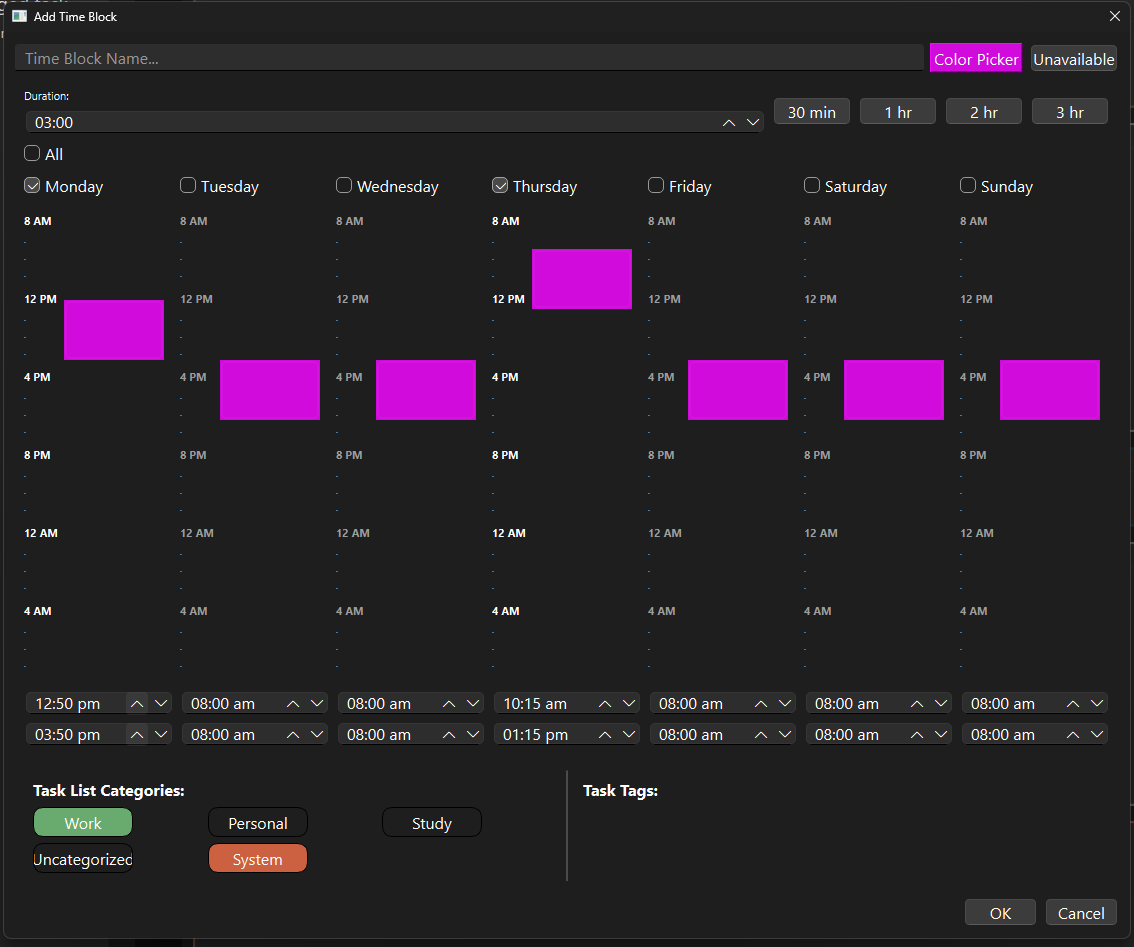 Add Time Block
Time Block Name... Color Picker Unavailable
Duration:
03:00 30 min 1 hr 2 hr 3 hr
All
Monday Tuesday Wednesday Thursday Friday Saturday Sunday
8 AM 8 AM 8 AM 8 AM 8 AM 8 AM 8 AM
12 PM 12 PM 12 PM 12 PM 12 PM 12 PM 12 PM
4 PM 4 PM 4 PM 4 PM 4 PM 4 PM 4 PM
8 PM 8 PM 8 PM 8 PM 8 PM 8 PM 8 PM
12 AM 12 AM 12 AM 12 AM 12 AM 12 AM 12 AM
4 AM 4 AM 4 AM 4 AM 4 AM 4 AM 4 AM
12:50 pm 08:00 am 08:00 am 10:15 am 08:00 am 08:00 am 08:00 am
03:50 pm 08:00 am 08:00 am 01:15 pm 08:00 am 08:00 am 08:00 am
Task List Categories: Task Tags:
Work Personal Study
Uncategorized System
OK Cancel